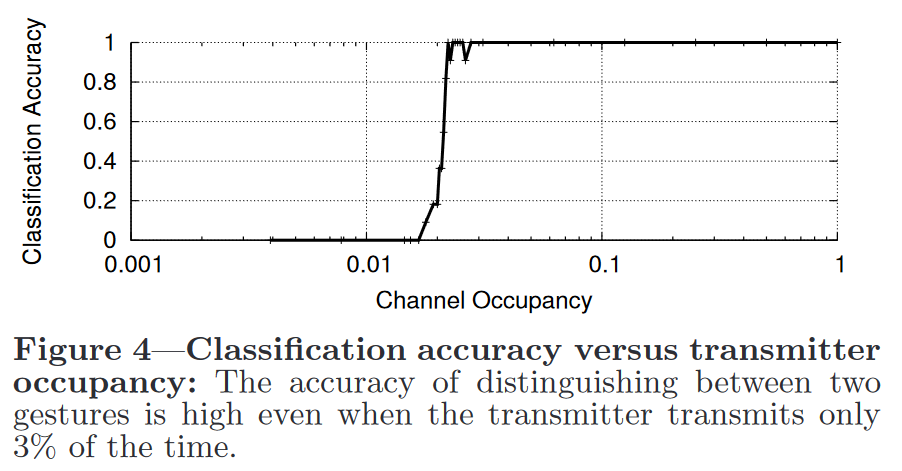 Classification Accuracy
1
0.8
0.6
0.4
0.2
0
0.001
0.01
0.1
1
Channel Occupancy
Figure 4—Classification accuracy versus transmitter
occupancy: The accuracy of distinguishing between two
gestures is high even when the transmitter transmits only
3% of the time.